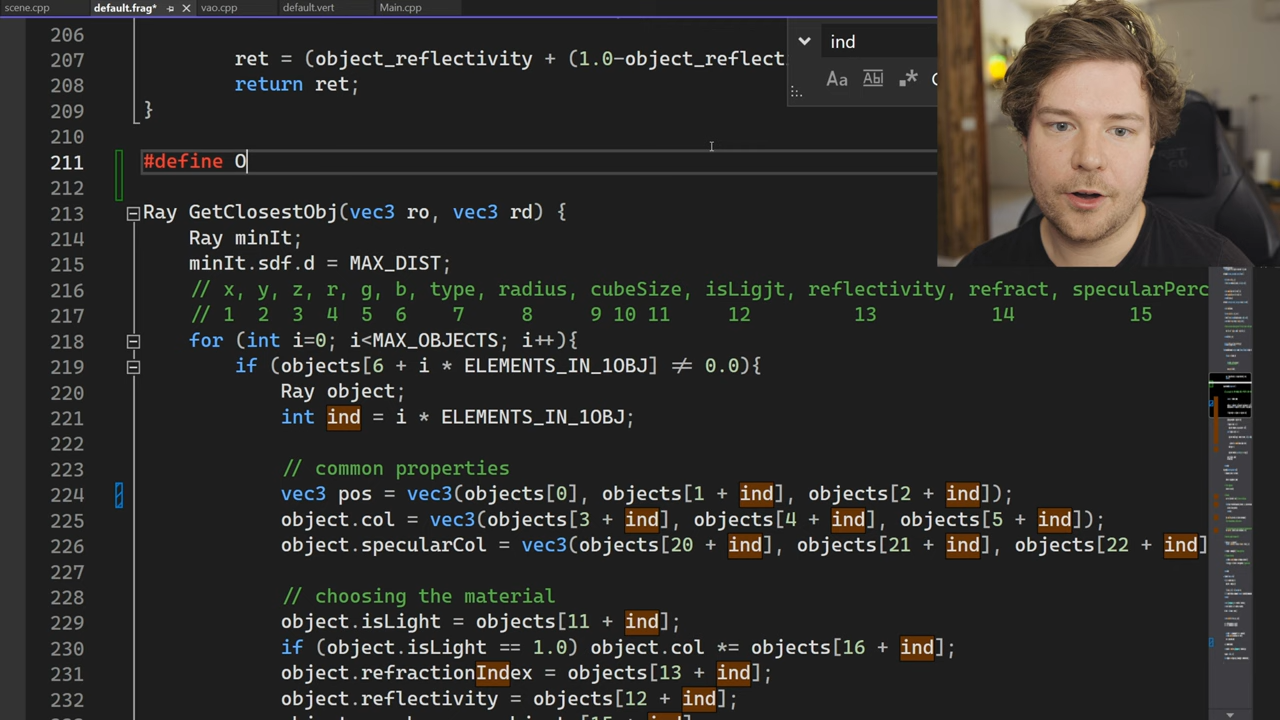 scene.cpp default.frag* vao.cpp default.vert Main.cpp
ind
Aa Abl .*
206
207 ret = (object_reflectivity + (1.0-object_reflect
208 return ret;
209 }
210
211 #define O
212
213 Ray GetClosestObj(vec3 ro, vec3 rd) {
214 Ray minIt;
215 minIt.sdf.d = MAX_DIST;
216 // x, y, z, r, g, b, type, radius, cubeSize, isLigjt, reflectivity, refract, specularPerc
217 // 1 2 3 4 5 6 7 8 9 10 11 12 13 14 15
218 for (int i=0; i<MAX_OBJECTS; i++){
219 if (objects[6 + i * ELEMENTS_IN_1OBJ] ≠ 0.0){
220 Ray object;
221 int ind = i * ELEMENTS_IN_1OBJ;
222
223 // common properties
224 vec3 pos = vec3(objects[0], objects[1 + ind], objects[2 + ind]);
225 object.col = vec3(objects[3 + ind], objects[4 + ind], objects[5 + ind]);
226 object.specularCol = vec3(objects[20 + ind], objects[21 + ind], objects[22 + ind]
227
228 // choosing the material
229 object.isLight = objects[11 + ind];
230 if (object.isLight == 1.0) object.col *= objects[16 + ind];
231 object.refractionIndex = objects[13 + ind];
232 object.reflectivity = objects[12 + ind];